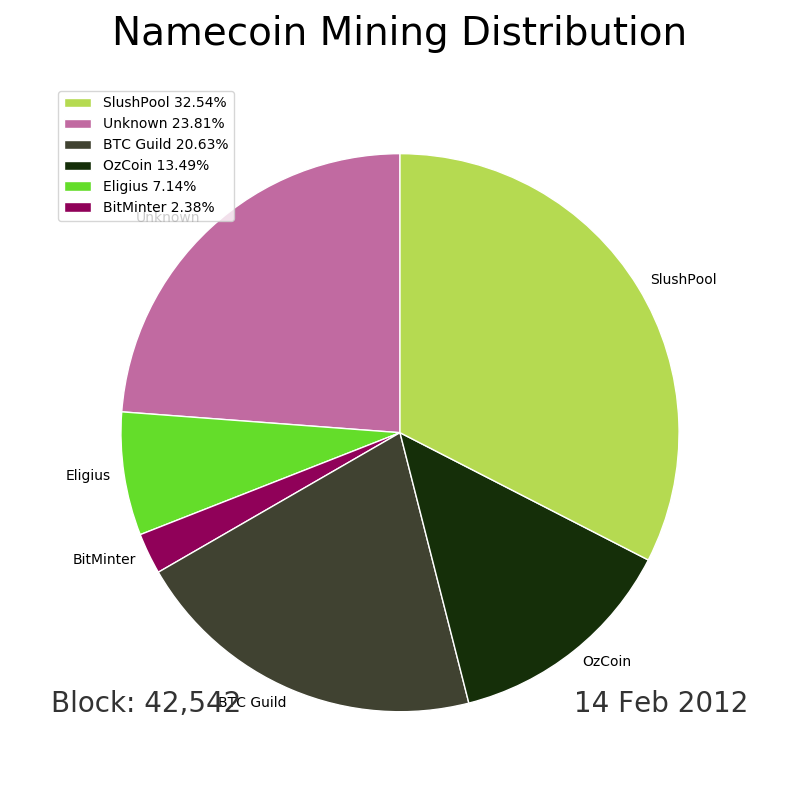 Namecoin Mining Distribution
SlushPool 32.54%
Unknown 23.81%
BTC Guild 20.63%
OzCoin 13.49%
Eligius 7.14%
BitMinter 2.38%
Unknown
SlushPool
Eligius
BitMinter
OzCoin
BTC Guild
Block: 42,542
14 Feb 2012